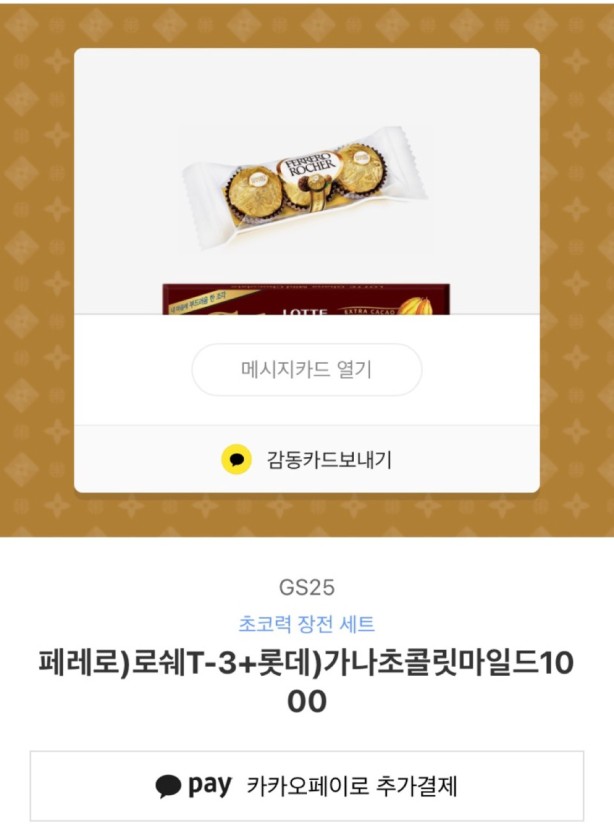 FERRERO
ROCHER
LOTTE
EXTRA CACAO
메시지카드 열기
감동카드보내기
GS25
초코력 장전 세트
페레로)로쉐T-3+롯데)가나초콜릿마일드10
00
pay 카카오페이로 추가결제